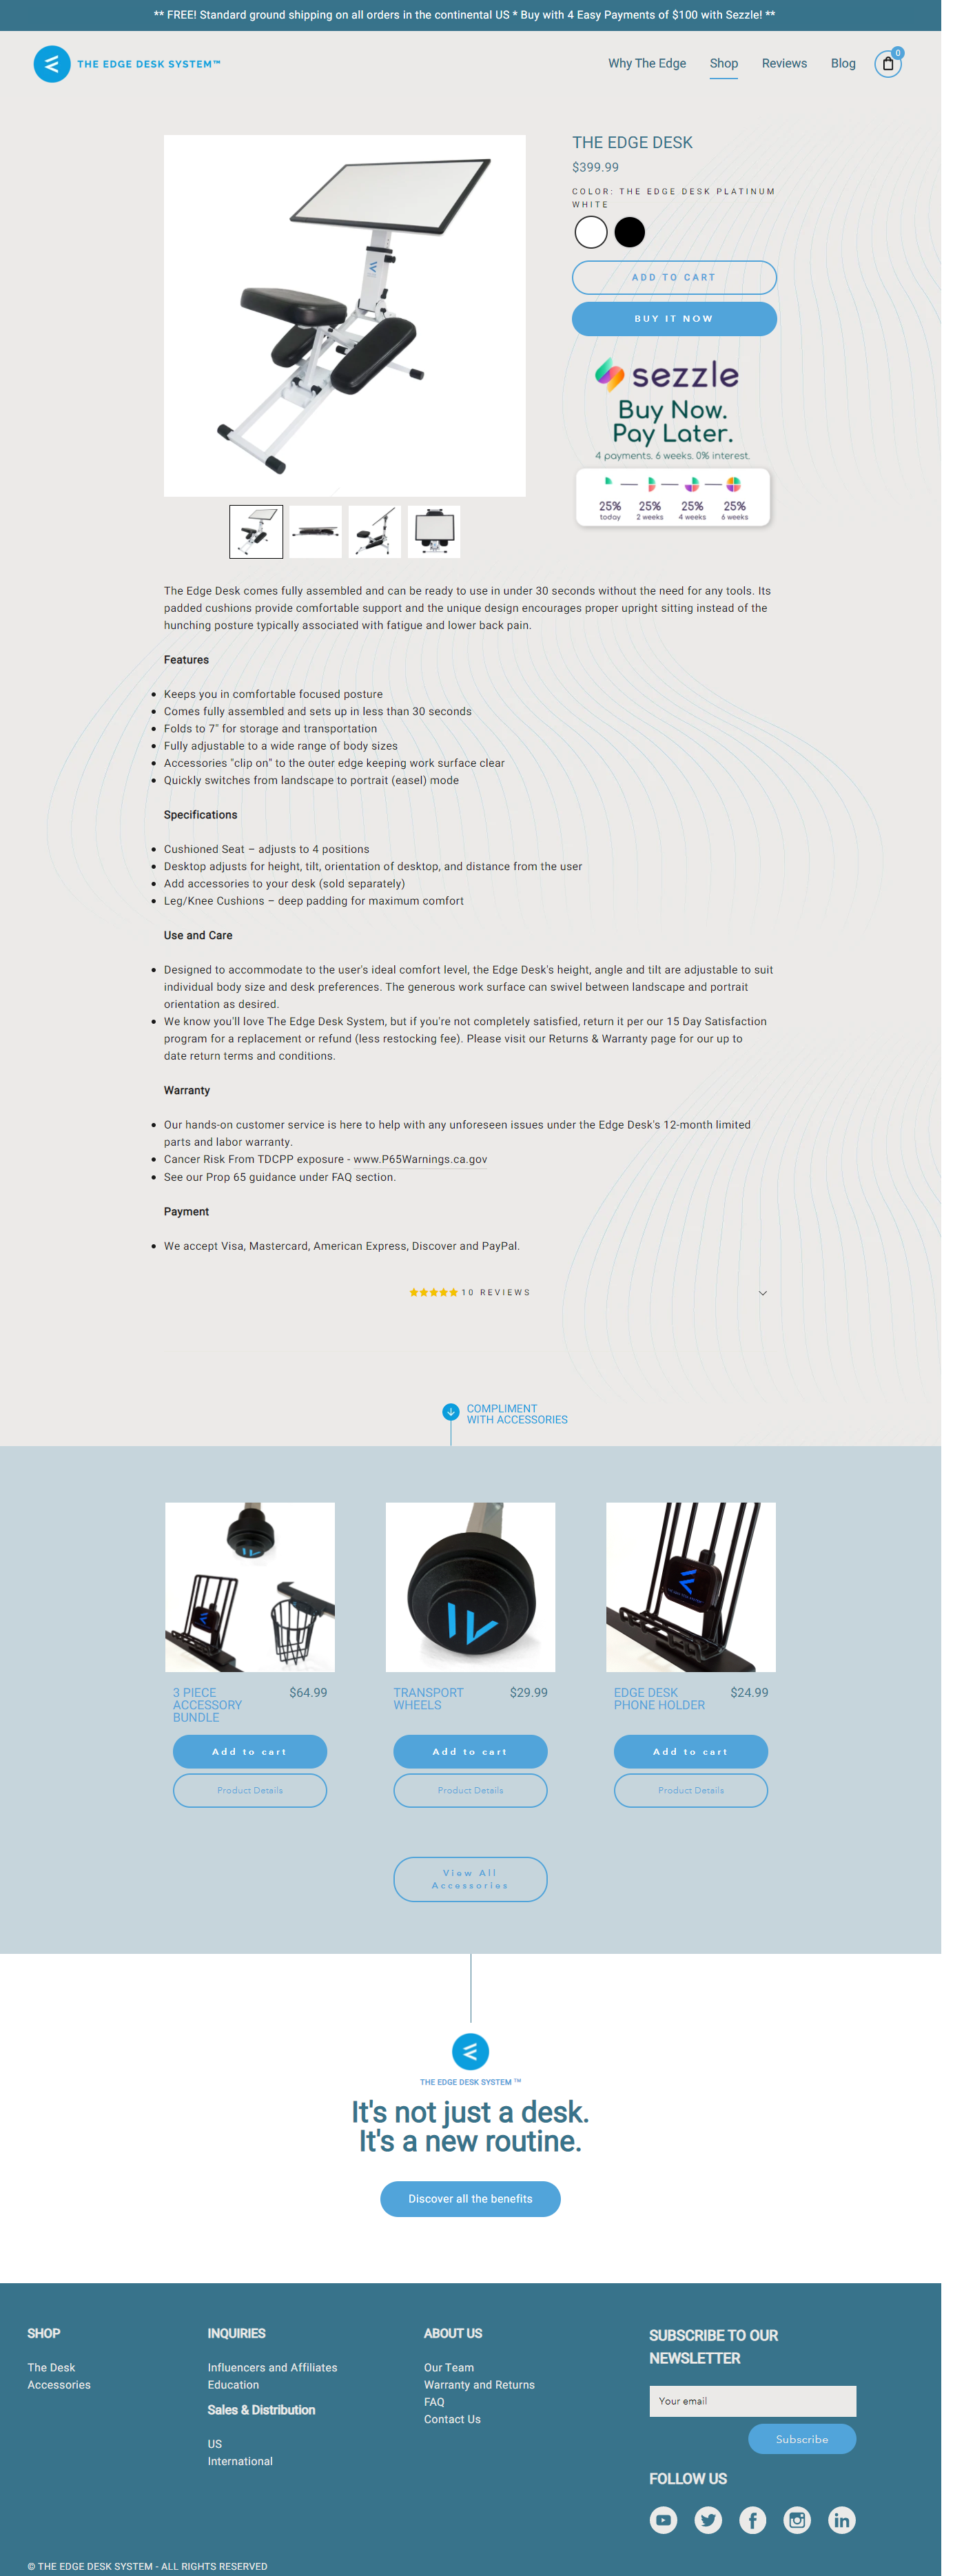 ** FREE! Standard ground shipping on all orders in the continental US * Buy with 4 Easy Payments of $100 with Sezzle! **
THE EDGE DESK SYSTEM™
Why The Edge
Shop
Reviews
Blog
0
THE EDGE DESK
$399.99
COLOR: THE EDGE DESK PLATINUM
WHITE
ADD TO CART
BUY IT NOW
sezzle
Buy Now.
Pay Later.
4 payments. 6 weeks. 0% interest.
25% 25% 25% 25%
today 2 weeks 4 weeks 6 weeks
The Edge Desk comes fully assembled and can be ready to use in under 30 seconds without the need for any tools. Its
padded cushions provide comfortable support and the unique design encourages proper upright sitting instead of the
hunching posture typically associated with fatigue and lower back pain.
Features
• Keeps you in comfortable focused posture
• Comes fully assembled and sets up in less than 30 seconds
• Folds to 7" for storage and transportation
• Fully adjustable to a wide range of body sizes
• Accessories "clip on" to the outer edge keeping work surface clear
• Quickly switches from landscape to portrait (easel) mode
Specifications
• Cushioned Seat – adjusts to 4 positions
• Desktop adjusts for height, tilt, orientation of desktop, and distance from the user
• Add accessories to your desk (sold separately)
• Leg/Knee Cushions – deep padding for maximum comfort
Use and Care
• Designed to accommodate to the user's ideal comfort level, the Edge Desk's height, angle and tilt are adjustable to suit
individual body size and desk preferences. The generous work surface can swivel between landscape and portrait
orientation as desired.
• We know you'll love The Edge Desk System, but if you're not completely satisfied, return it per our 15 Day Satisfaction
program for a replacement or refund (less restocking fee). Please visit our Returns & Warranty page for our up to
date return terms and conditions.
Warranty
• Our hands-on customer service is here to help with any unforeseen issues under the Edge Desk's 12-month limited
parts and labor warranty.
• Cancer Risk From TDCPP exposure - www.P65Warnings.ca.gov
• See our Prop 65 guidance under FAQ section.
Payment
• We accept Visa, Mastercard, American Express, Discover and PayPal.
10 REVIEWS
COMPLIMENT
WITH ACCESSORIES
3 PIECE
ACCESSORY
BUNDLE
$64.99
Add to cart
Product Details
TRANSPORT
WHEELS
$29.99
Add to cart
Product Details
EDGE DESK
PHONE HOLDER
$24.99
Add to cart
Product Details
View All
Accessories
THE EDGE DESK SYSTEM ™
It's not just a desk.
It's a new routine.
Discover all the benefits
SHOP
The Desk
Accessories
INQUIRIES
Influencers and Affiliates
Education
Sales & Distribution
US
International
ABOUT US
Our Team
Warranty and Returns
FAQ
Contact Us
SUBSCRIBE TO OUR
NEWSLETTER
Your email
Subscribe
FOLLOW US
© THE EDGE DESK SYSTEM - ALL RIGHTS RESERVED